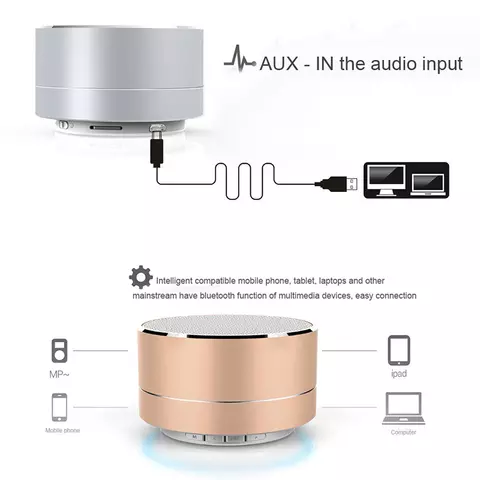 AUX - IN the audio input
Intelligent compatible mobile phone, tablet, laptops and other
mainstream have bluetooth function of multimedia devices, easy connection
MP~
ipad
Mobile phone
Computer
M